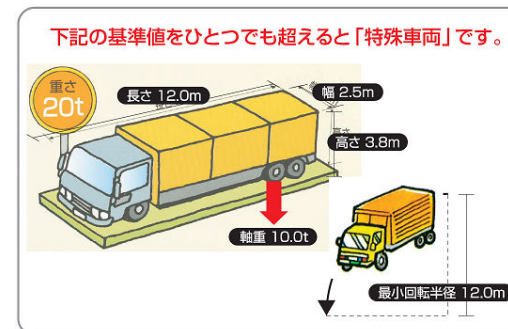 下記の基準値をひとつでも超えると「特殊車両」です。
重さ
20t
長さ 12.0m
幅 2.5m
高さ 3.8m
軸重 10.0t
最小回転半径 12.0m